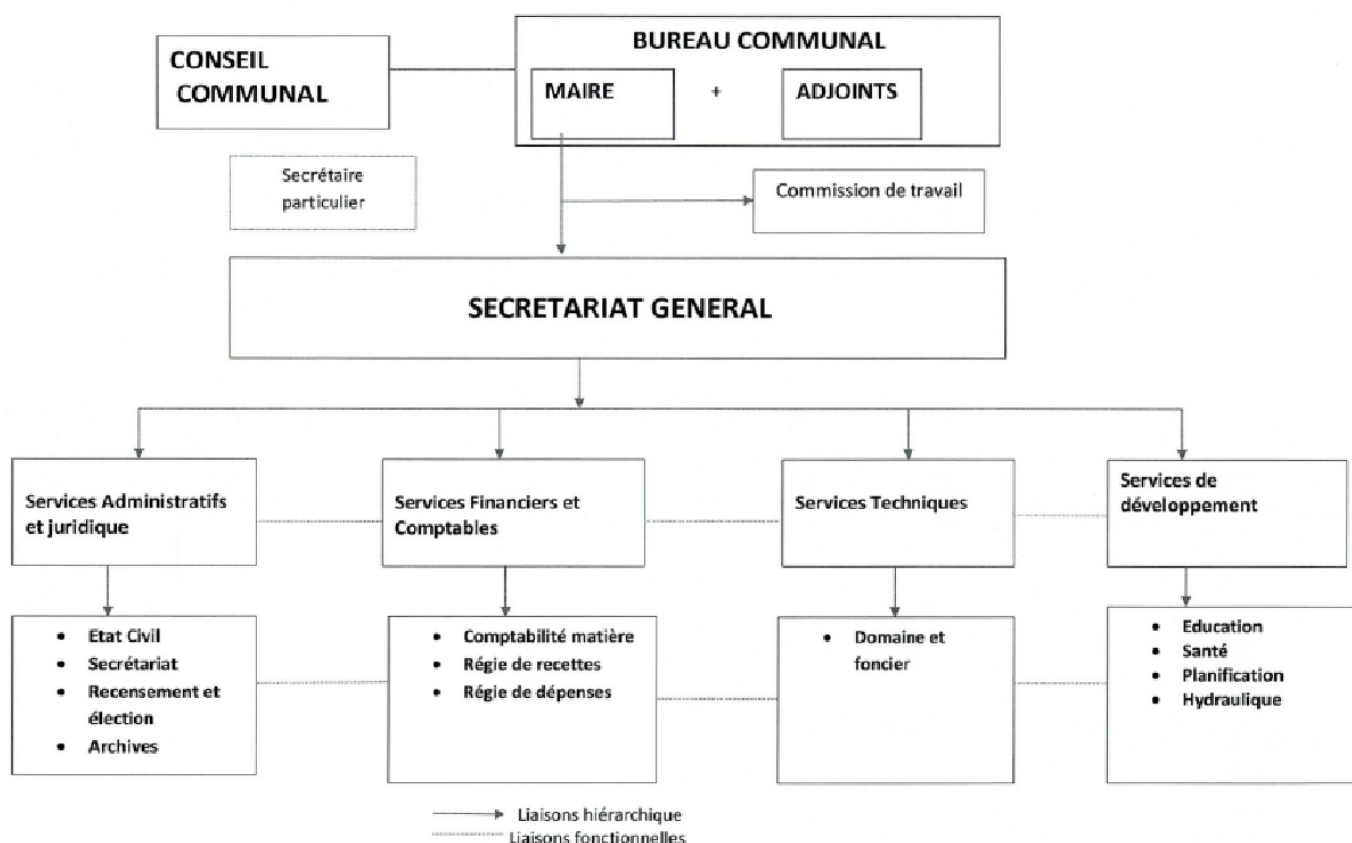 BUREAU COMMUNAL
CONSEIL
COMMUNAL
MAIRE
+
ADJOINTS
Secrétaire
particulier
Commission de travail
SECRETARIAT GENERAL
Services Administratifs
et juridique
Services Financiers et
Comptables
Services Techniques
Services de
développement
• Etat Civil
• Secrétariat
• Recensement et
élection
• Archives
• Comptabilité matière
• Régie de recettes
• Régie de dépenses
• Domaine et
foncier
• Education
• Santé
• Planification
• Hydraulique
Liaisons hiérarchique
Liaisons fonctionnelles